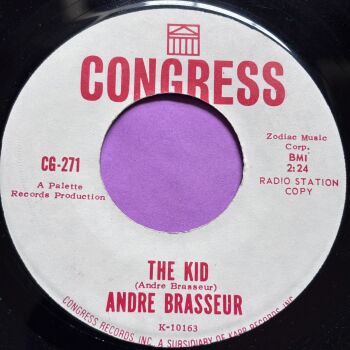 CONGRESS
CG-271
A Palette
Records Production
Zodiac Music
Corp.
BMI
2:24
RADIO STATION
COPY
THE KID
(Andre Brasseur)
ANDRE BRASSEUR
K-10163
CONGRESS RECORDS INC. A SUBSIDIARY OF KAPP RECORDS INC.